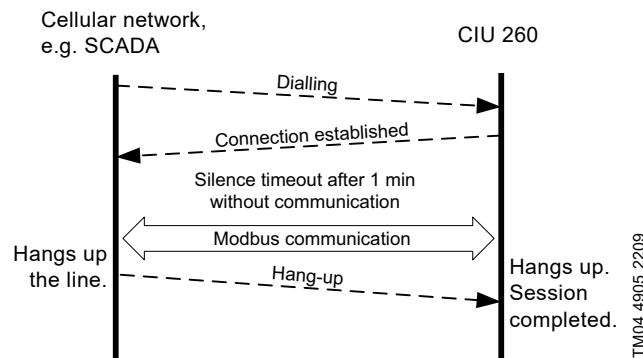 Cellular network,
e.g. SCADA
CIU 260
Dialling
Connection established
Silence timeout after 1 min
without communication
Modbus communication
Hangs up
the line.
Hang-up
Hangs up.
Session
completed.
TM04 4905 2209